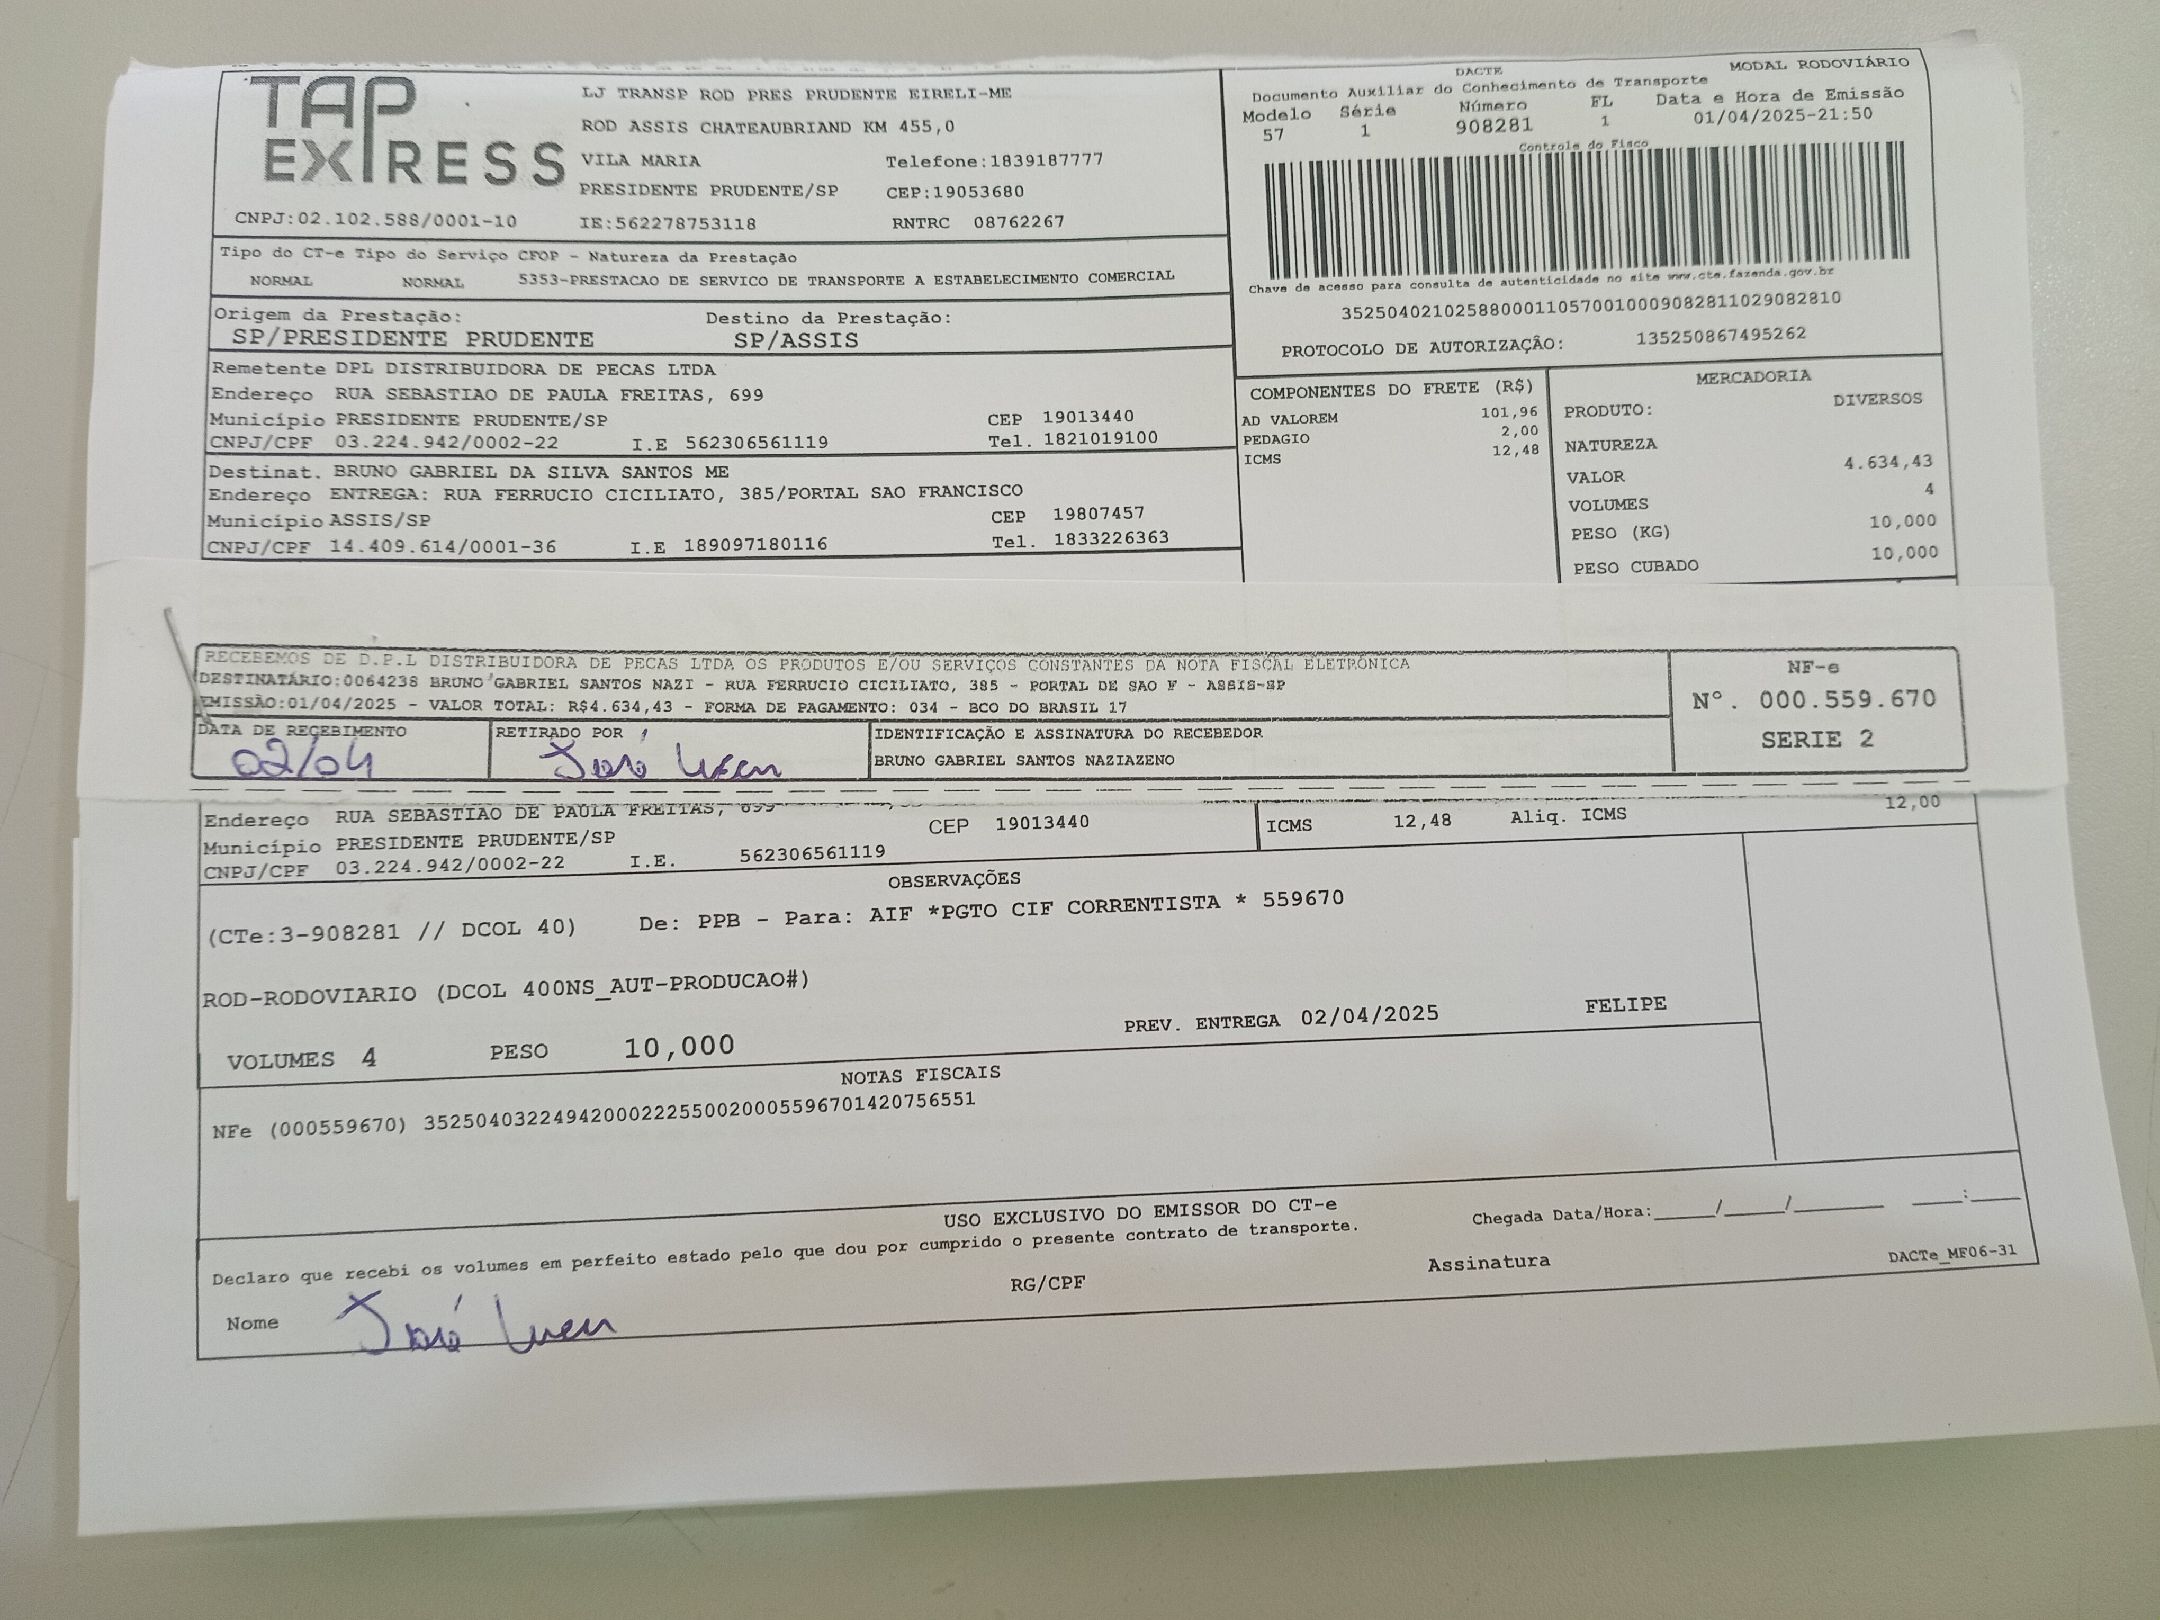 TAP
EXPRESS
LJ TRANSP ROD PRES PRUDENTE EIRELI-ME
ROD ASSIS CHATEAUBRIAND KM 455,0
VILA MARIA Telefone:1839187777
PRESIDENTE PRUDENTE/SP CEP:19053680
CNPJ:02.102.588/0001-10 IE:562278753118 RNTRC 08762267
DACTE MODAL RODOVIÁRIO
Documento Auxiliar do Conhecimento de Transporte
Modelo Série Número FL Data e Hora de Emissão
57 1 908281 1 01/04/2025-21:50
Controle do Fisco
Chave de acesso para consulta de autenticidade no site www.cte.fazenda.gov.br
35250402102588000110570010009082811029082810
PROTOCOLO DE AUTORIZAÇÃO: 135250867495262
Tipo do CT-e Tipo do Serviço CFOP - Natureza da Prestação
NORMAL NORMAL 5353-PRESTACAO DE SERVICO DE TRANSPORTE A ESTABELECIMENTO COMERCIAL
Origem da Prestação: Destino da Prestação:
SP/PRESIDENTE PRUDENTE SP/ASSIS
Remetente DPL DISTRIBUIDORA DE PECAS LTDA
Endereço RUA SEBASTIAO DE PAULA FREITAS, 699
Município PRESIDENTE PRUDENTE/SP CEP 19013440
CNPJ/CPF 03.224.942/0002-22 I.E 562306561119 Tel. 1821019100
Destinat. BRUNO GABRIEL DA SILVA SANTOS ME
Endereço ENTREGA: RUA FERRUCIO CICILIATO, 385/PORTAL SAO FRANCISCO
Município ASSIS/SP CEP 19807457
CNPJ/CPF 14.409.614/0001-36 I.E 189097180116 Tel. 1833226363
COMPONENTES DO FRETE (R$)
AD VALOREM 101,96
PEDAGIO 2,00
ICMS 12,48
MERCADORIA
PRODUTO: DIVERSOS
NATUREZA
VALOR 4.634,43
VOLUMES 4
PESO (KG) 10,000
PESO CUBADO 10,000
RECEBEMOS DE D.P.L DISTRIBUIDORA DE PECAS LTDA OS PRODUTOS E/OU SERVIÇOS CONSTANTES DA NOTA FISCAL ELETRÔNICA
DESTINATÁRIO:0064238 BRUNO GABRIEL SANTOS NAZI - RUA FERRUCIO CICILIATO, 385 - PORTAL DE SAO F - ASSIS-SP
EMISSÃO:01/04/2025 - VALOR TOTAL: R$4.634,43 - FORMA DE PAGAMENTO: 034 - BCO DO BRASIL 17
NF-e
Nº. 000.559.670
SERIE 2
DATA DE RECEBIMENTO RETIRADO POR IDENTIFICAÇÃO E ASSINATURA DO RECEBEDOR
02/04 José BRUNO GABRIEL SANTOS NAZIAZENO
Endereço RUA SEBASTIAO DE PAULA FREITAS, 699
Município PRESIDENTE PRUDENTE/SP CEP 19013440
CNPJ/CPF 03.224.942/0002-22 I.E. 562306561119
ICMS 12,48 Aliq. ICMS 12,00
OBSERVAÇÕES
(CTe:3-908281 // DCOL 40) De: PPB - Para: AIF *PGTO CIF CORRENTISTA * 559670
ROD-RODOVIARIO (DCOL 400NS_AUT-PRODUCAO#)
VOLUMES 4 PESO 10,000 PREV. ENTREGA 02/04/2025 FELIPE
NOTAS FISCAIS
NFe (000559670) 35250403224942000222550020005596701420756551
USO EXCLUSIVO DO EMISSOR DO CT-e
Declaro que recebi os volumes em perfeito estado pelo que dou por cumprido o presente contrato de transporte.
Chegada Data/Hora:_____/_____/_______ ____:____
Nome José RG/CPF Assinatura DACTe_MF06-31